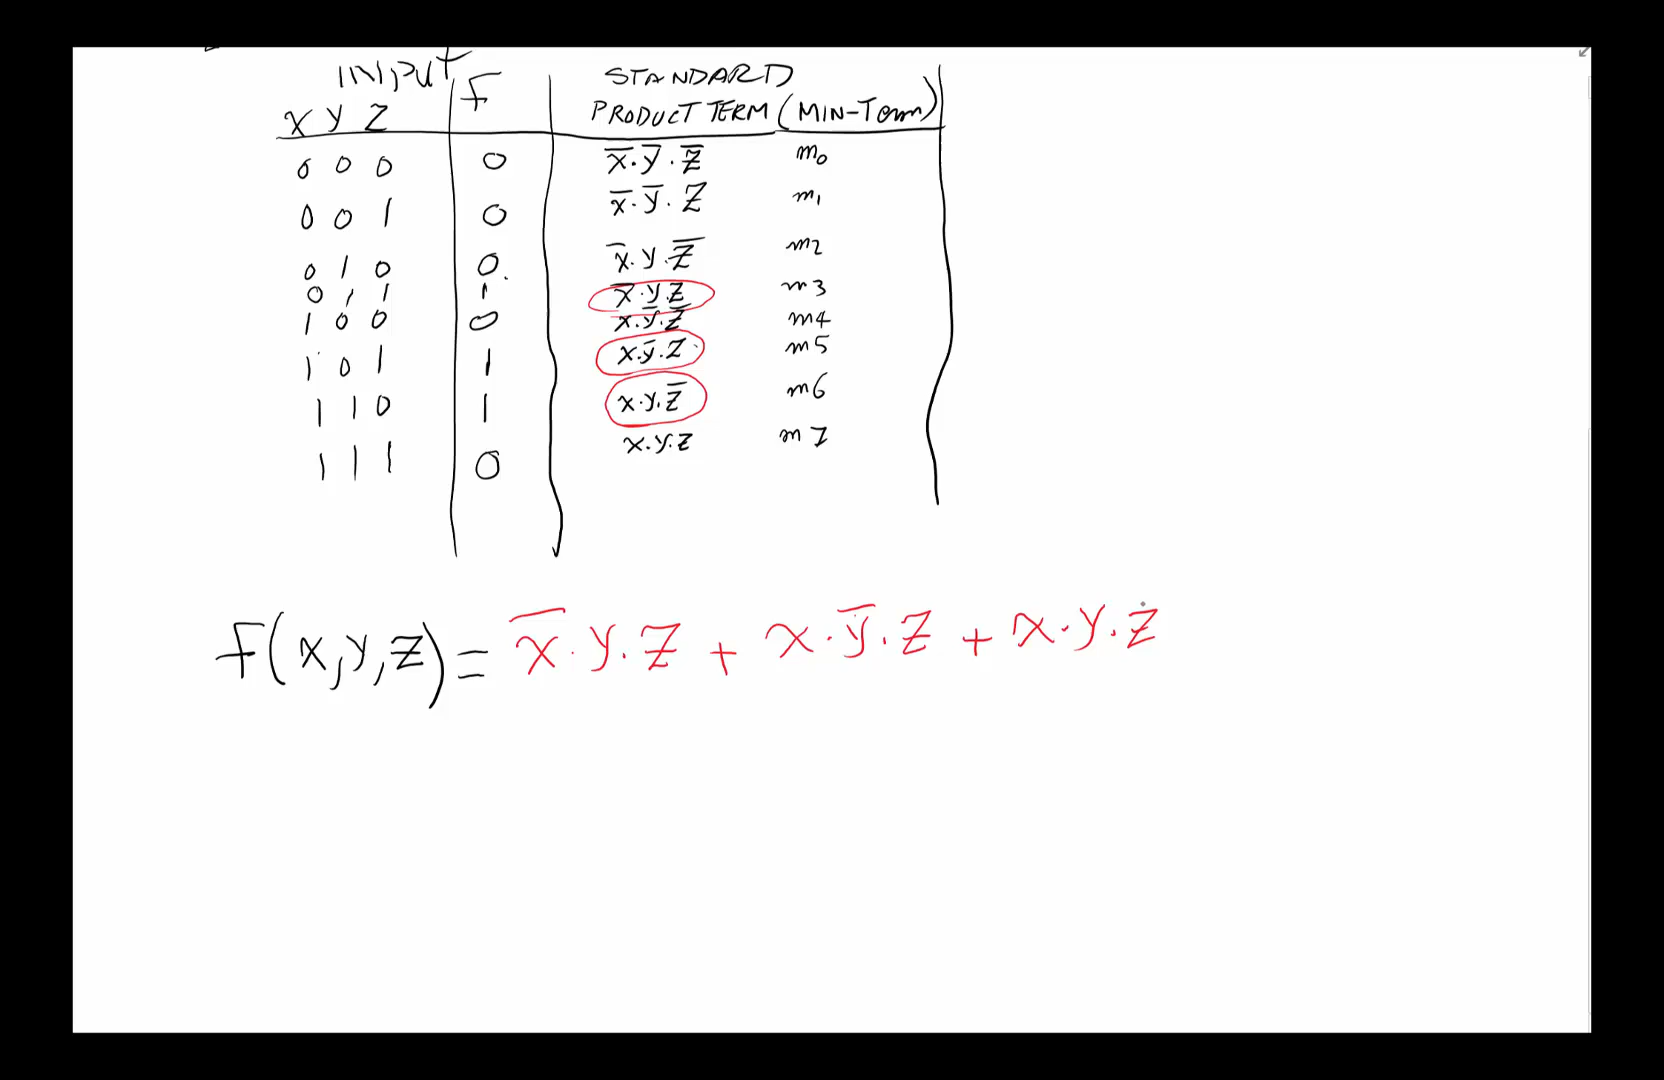 INPUT F STANDARD
X Y Z PRODUCT TERM (MIN-Term)
0 0 0 0 x̅·y̅·z̅ m0
0 0 1 0 x̅·y̅·z m1
0 1 0 0 x̅·y·z̅ m2
0 1 1 1 x̅·y·z m3
1 0 0 0 x·y̅·z̅ m4
1 0 1 1 x·y̅·z m5
1 1 0 1 x·y·z̅ m6
1 1 1 0 x·y·z m7
F(x,y,z)= x̅·y·z + x·y̅·z + x·y·z